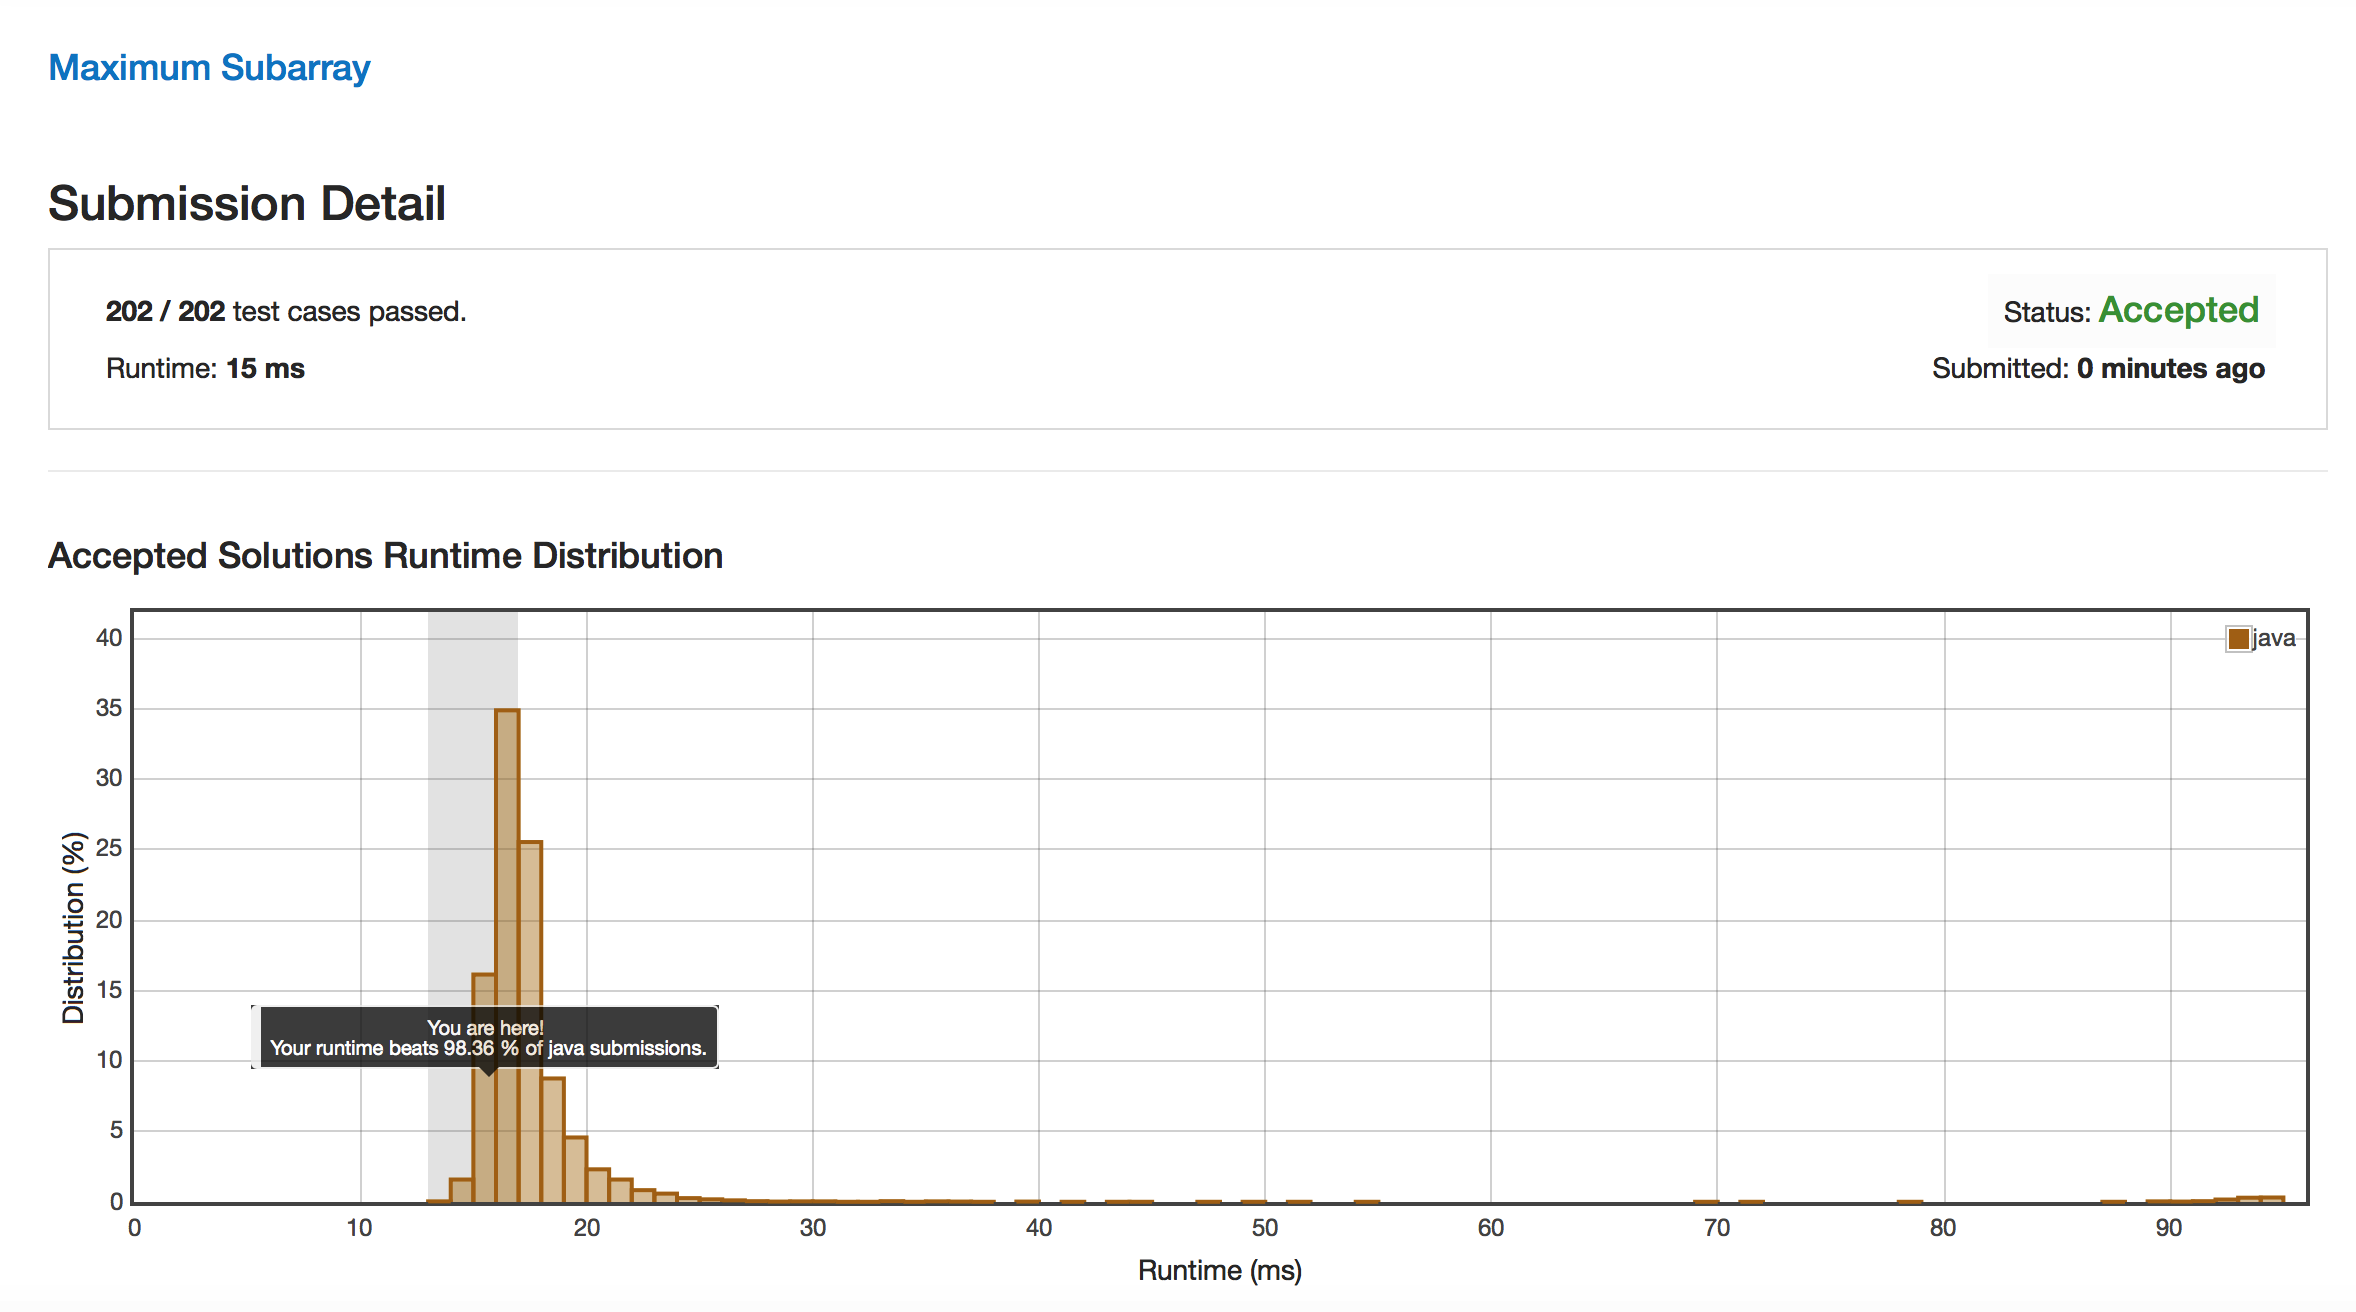 Maximum Subarray
Submission Detail
202 / 202 test cases passed.
Status: Accepted
Runtime: 15 ms
Submitted: 0 minutes ago
Accepted Solutions Runtime Distribution
java
40
35
30
25
20
15
10
5
0
Distribution (%)
You are here!
Your runtime beats 98.36 % of java submissions.
0 10 20 30 40 50 60 70 80 90
Runtime (ms)